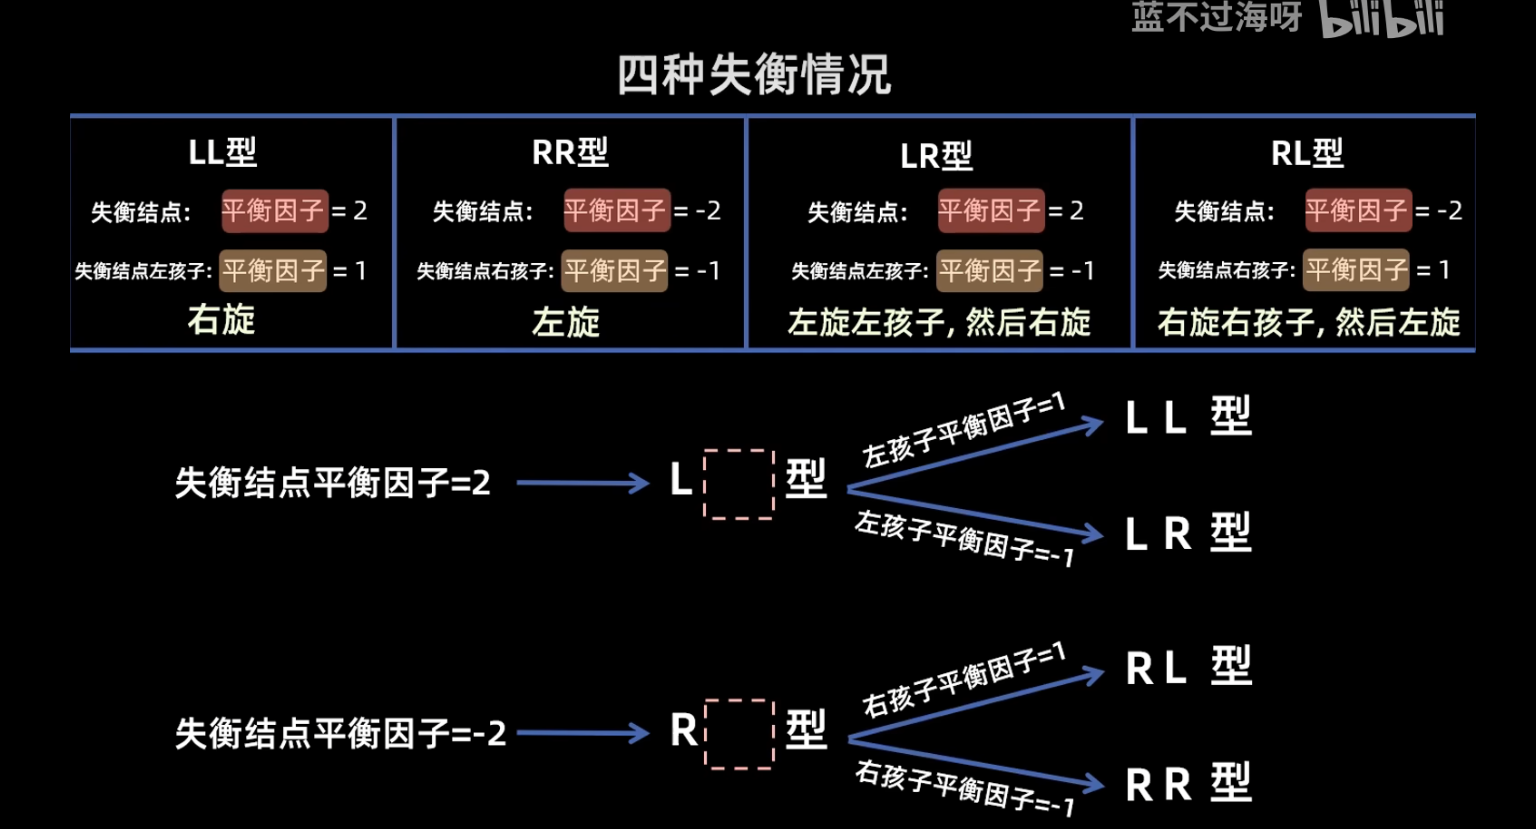 蓝不过海呀 bilibili
四种失衡情况
LL型
失衡结点: 平衡因子 = 2
失衡结点左孩子: 平衡因子 = 1
右旋
RR型
失衡结点: 平衡因子 = -2
失衡结点右孩子: 平衡因子 = -1
左旋
LR型
失衡结点: 平衡因子 = 2
失衡结点左孩子: 平衡因子 = -1
左旋左孩子, 然后右旋
RL型
失衡结点: 平衡因子 = -2
失衡结点右孩子: 平衡因子 = 1
右旋右孩子, 然后左旋
失衡结点平衡因子=2
L 型
左孩子平衡因子=1
LL 型
左孩子平衡因子=-1
LR 型
失衡结点平衡因子=-2
R 型
右孩子平衡因子=1
RL 型
右孩子平衡因子=-1
RR 型